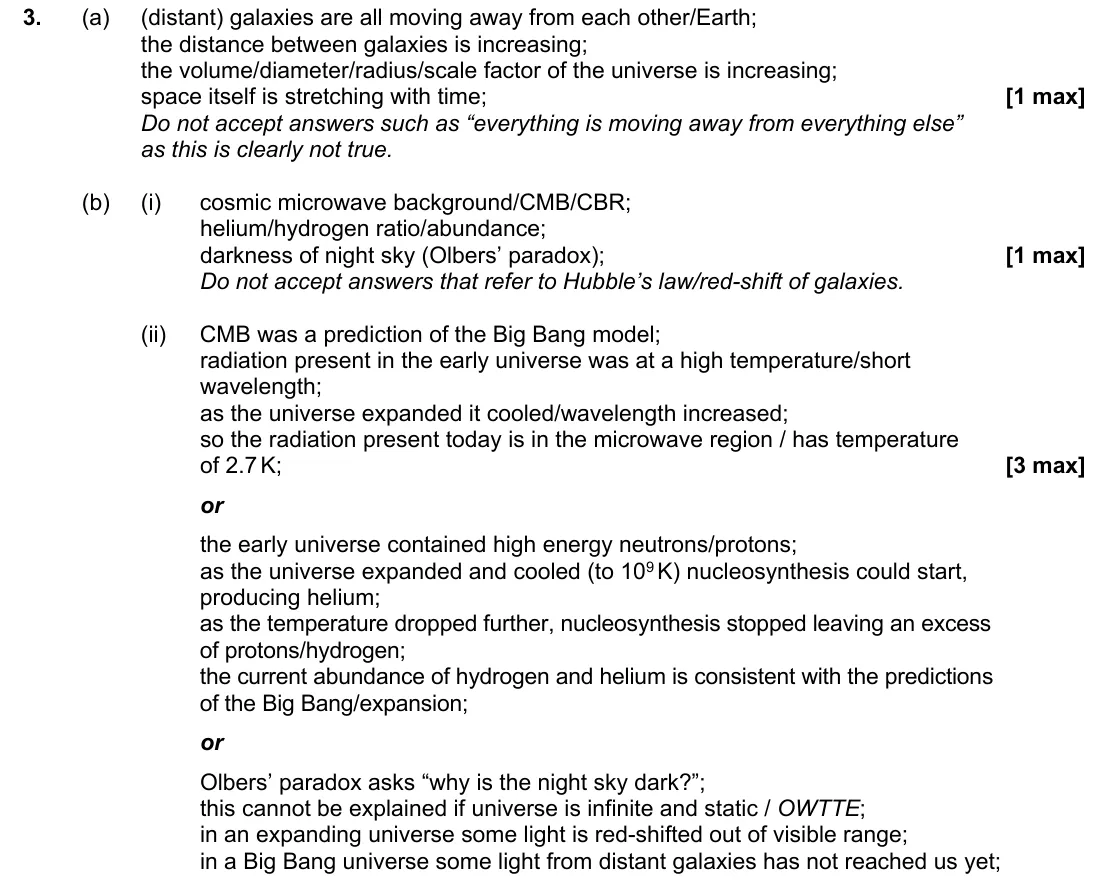 3. (a) (distant) galaxies are all moving away from each other/Earth;
the distance between galaxies is increasing;
the volume/diameter/radius/scale factor of the universe is increasing;
space itself is stretching with time; [1 max]
Do not accept answers such as “everything is moving away from everything else”
as this is clearly not true.
(b) (i) cosmic microwave background/CMB/CBR;
helium/hydrogen ratio/abundance;
darkness of night sky (Olbers’ paradox); [1 max]
Do not accept answers that refer to Hubble’s law/red-shift of galaxies.
(ii) CMB was a prediction of the Big Bang model;
radiation present in the early universe was at a high temperature/short
wavelength;
as the universe expanded it cooled/wavelength increased;
so the radiation present today is in the microwave region / has temperature
of 2.7 K; [3 max]
or
the early universe contained high energy neutrons/protons;
as the universe expanded and cooled (to 10⁹ K) nucleosynthesis could start,
producing helium;
as the temperature dropped further, nucleosynthesis stopped leaving an excess
of protons/hydrogen;
the current abundance of hydrogen and helium is consistent with the predictions
of the Big Bang/expansion;
or
Olbers’ paradox asks “why is the night sky dark?”;
this cannot be explained if universe is infinite and static / OWTTE;
in an expanding universe some light is red-shifted out of visible range;
in a Big Bang universe some light from distant galaxies has not reached us yet;